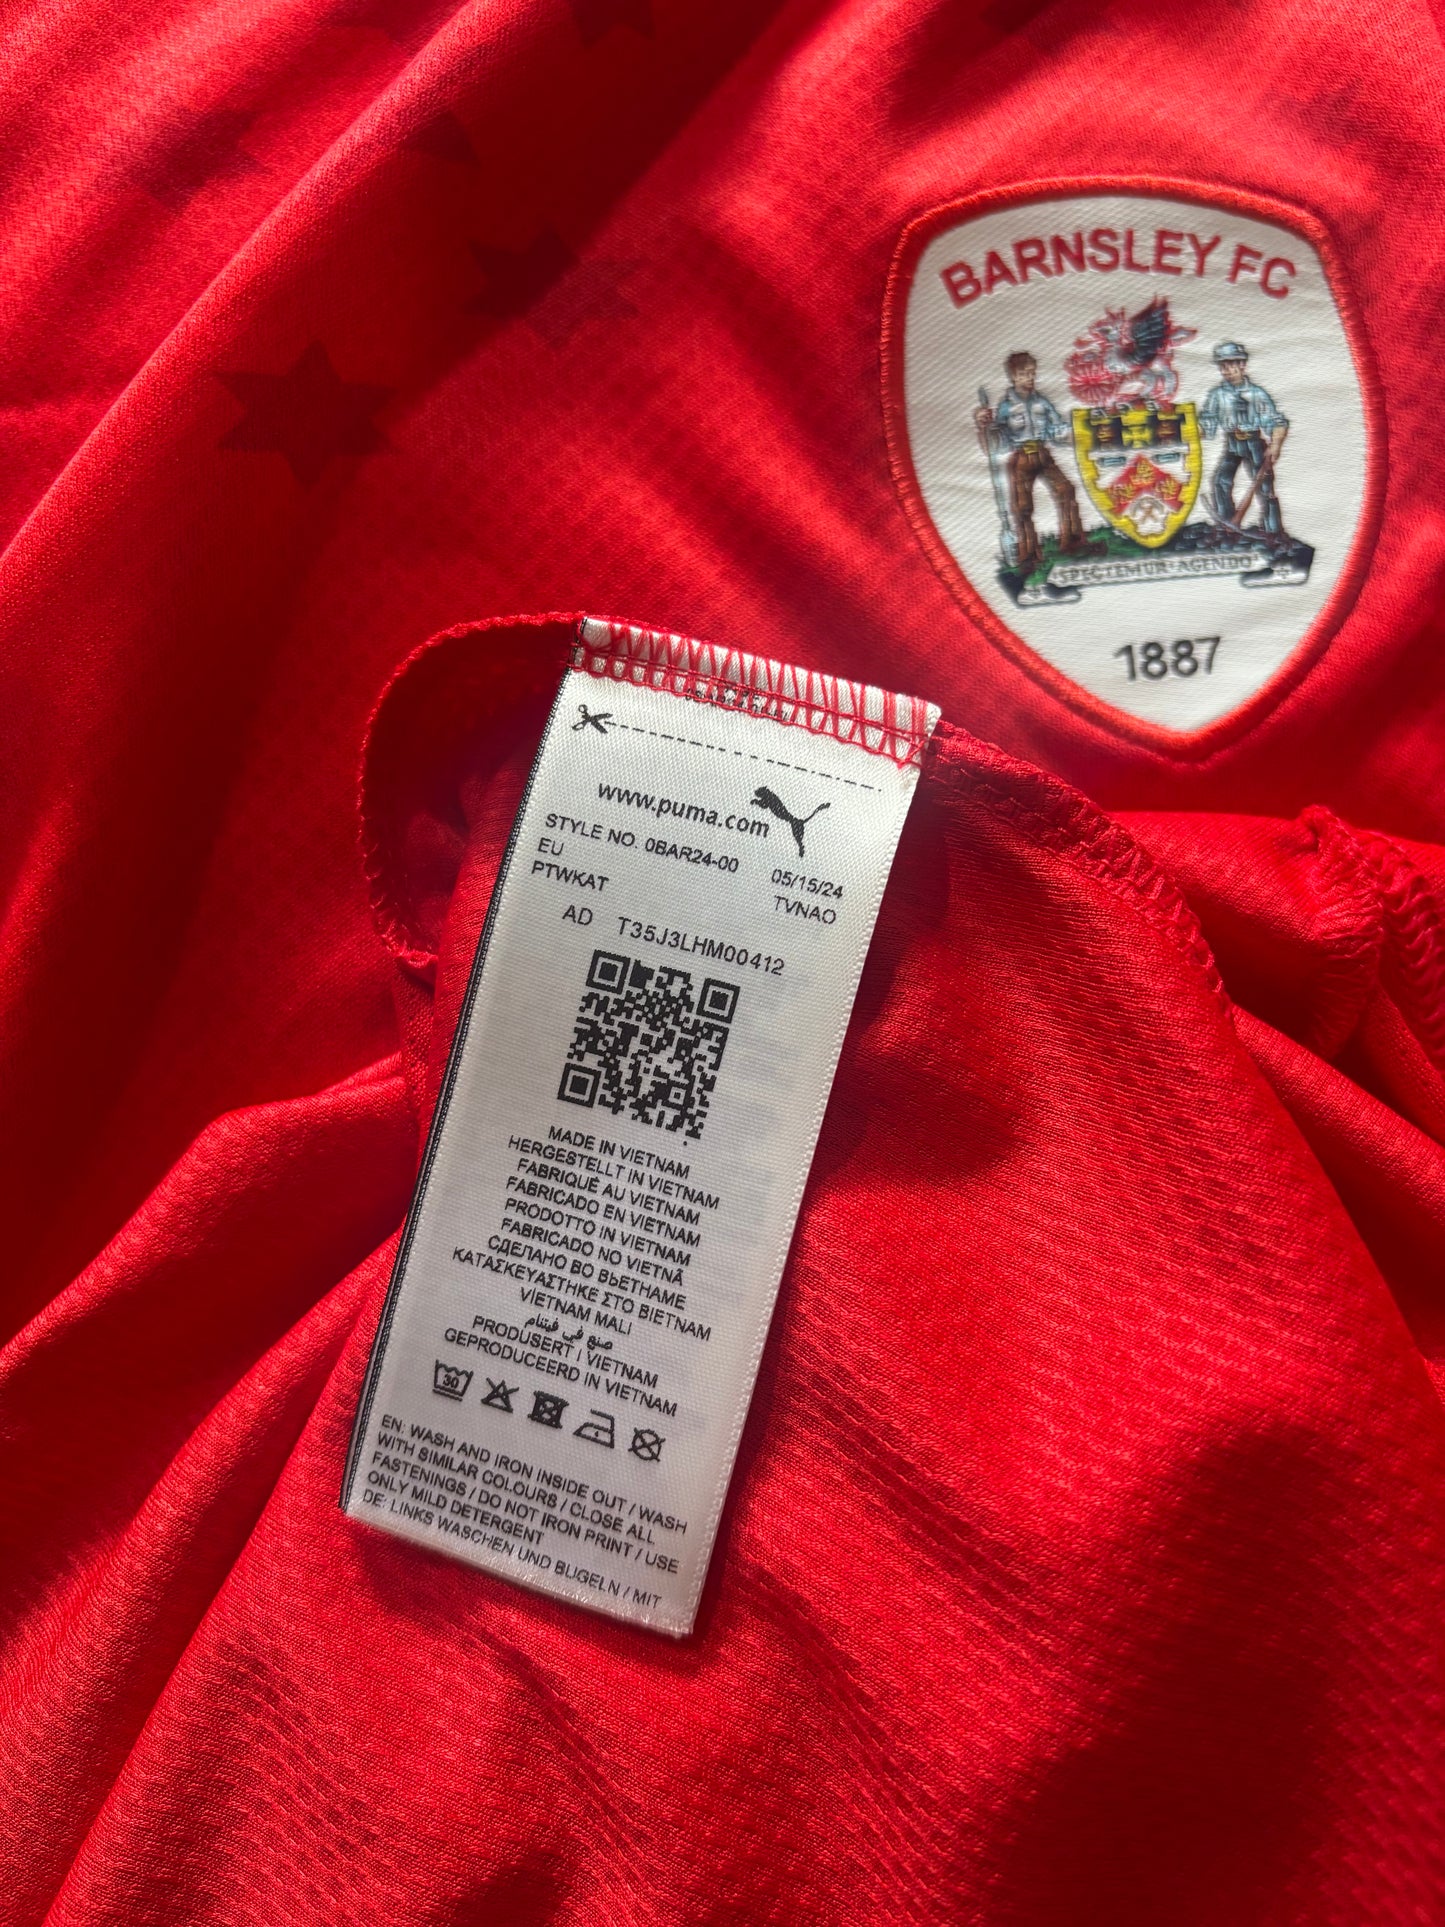 BARNSLEY FC
SPECTEMUR AGENDO
1887
www.puma.com
STYLE NO. 0BAR24-00
EU
05/15/24
PTWKAT
TVNAO
AD T35J3LHM00412
MADE IN VIETNAM
HERGESTELLT IN VIETNAM
FABRIQUÉ AU VIETNAM
FABRICADO EN VIETNAM
PRODOTTO IN VIETNAM
FABRICADO NO VIETNÃ
СДЕЛАНО ВО ВЬЕТНАМЕ
ΚΑΤΑΣΚΕΥΑΣΤΗΚΕ ΣΤΟ ΒΙΕΤΝΑΜ
VIETNAM MALI
صنع في فيتنام
PRODUSERT I VIETNAM
GEPRODUCEERD IN VIETNAM
30
EN: WASH AND IRON INSIDE OUT / WASH
WITH SIMILAR COLOURS / CLOSE ALL
FASTENINGS / DO NOT IRON PRINT / USE
ONLY MILD DETERGENT
DE: LINKS WASCHEN UND BÜGELN / MIT